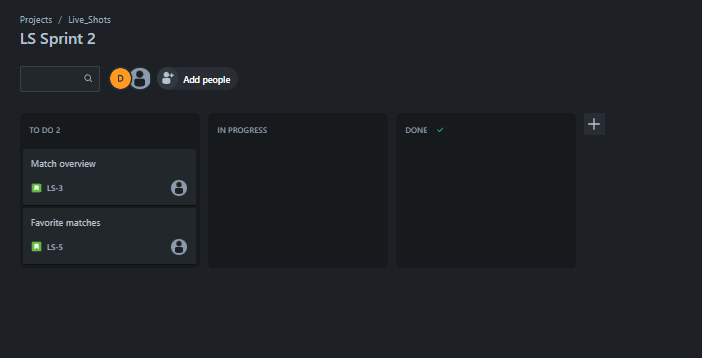 Projects / Live_Shots
LS Sprint 2
D
Add people
TO DO 2
IN PROGRESS
DONE
Match overview
LS-3
Favorite matches
LS-5